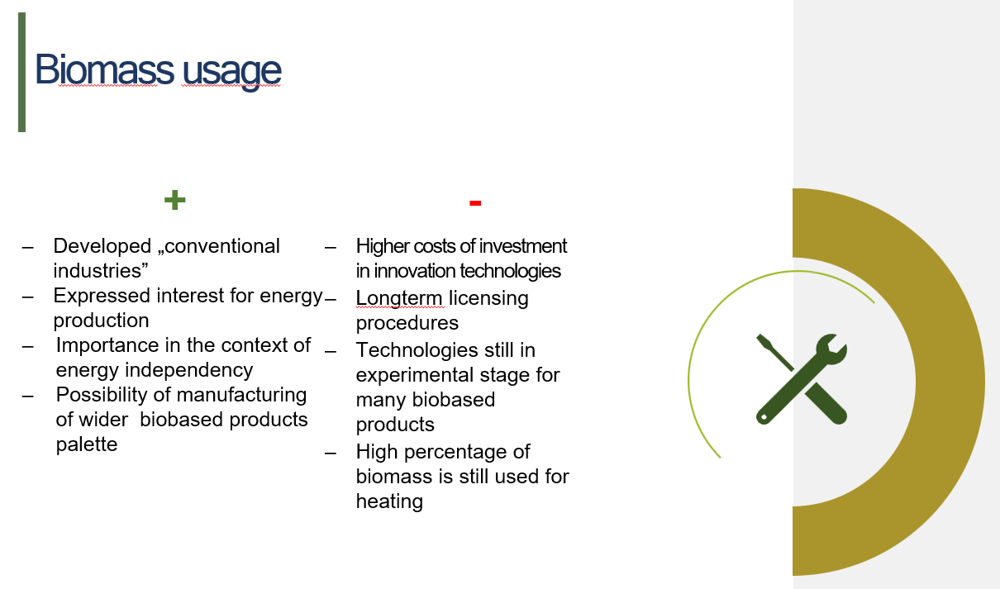 Biomass usage
+
– Developed „conventional
industries”
– Expressed interest for energy
production
– Importance in the context of
energy independency
– Possibility of manufacturing
of wider  biobased products
palette
-
– Higher costs of investment
in innovation technologies
– Longterm licensing
procedures
– Technologies still in
experimental stage for
many biobased
products
– High percentage of
biomass is still used for
heating